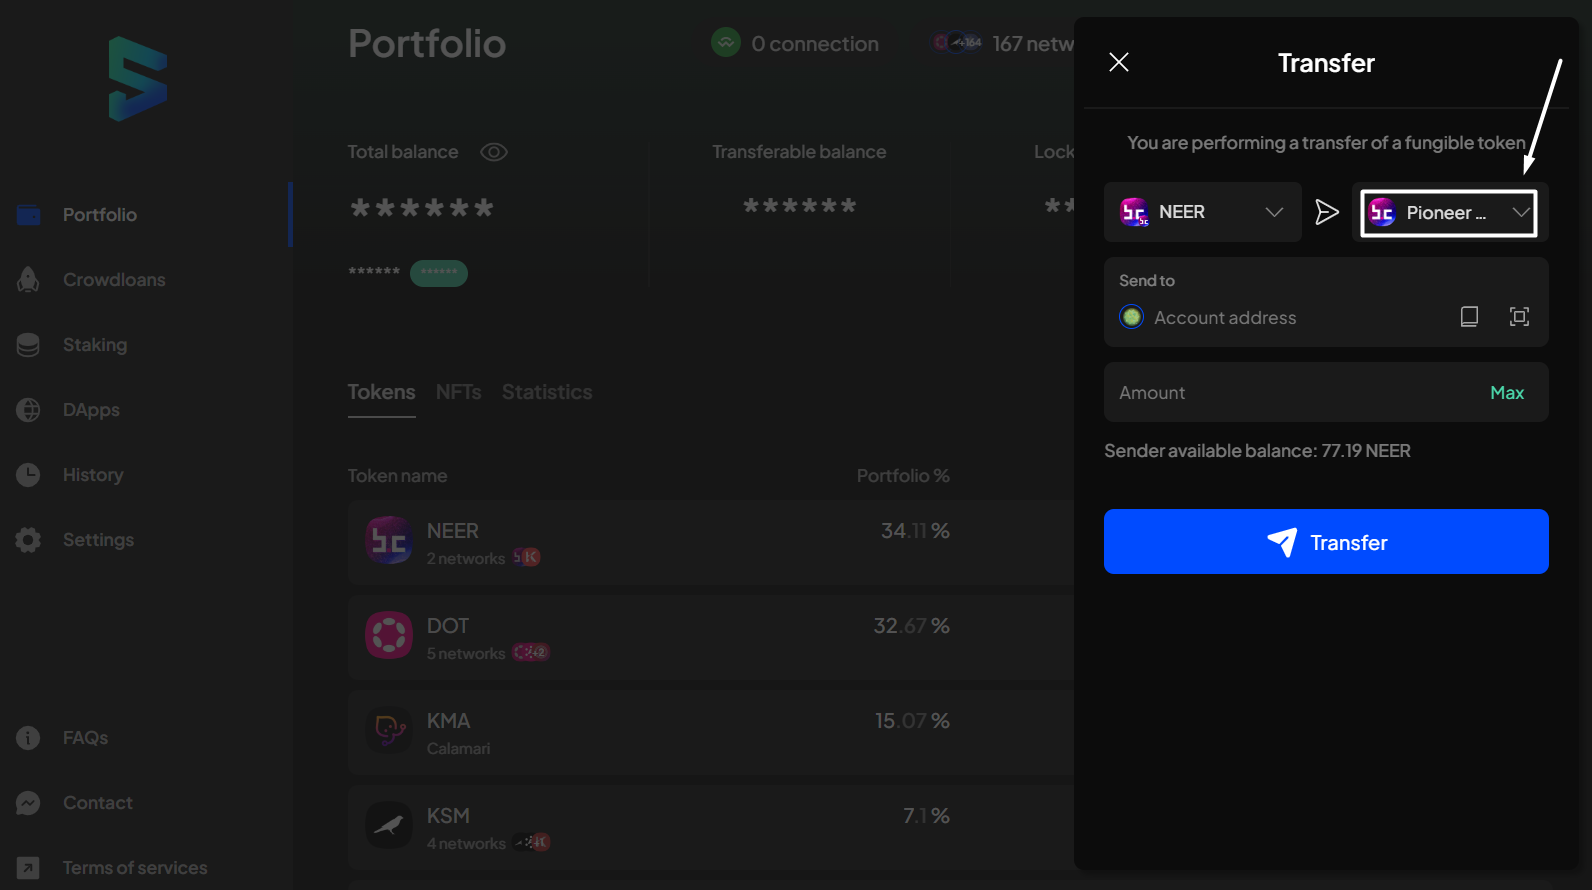 Portfolio
0 connection
+164
167 netw
Total balance
******
******
******
Transferable balance
******
Lock
**
Portfolio
Crowdloans
Staking
DApps
History
Settings
FAQs
Contact
Terms of services
Tokens
NFTs
Statistics
Token name
Portfolio %
NEER
34.11 %
2 networks
DOT
32.67 %
5 networks
+2
KMA
15.07 %
Calamari
KSM
7.1 %
4 networks
Transfer
You are performing a transfer of a fungible token
NEER
Pioneer ...
Send to
Account address
Amount
Max
Sender available balance: 77.19 NEER
Transfer